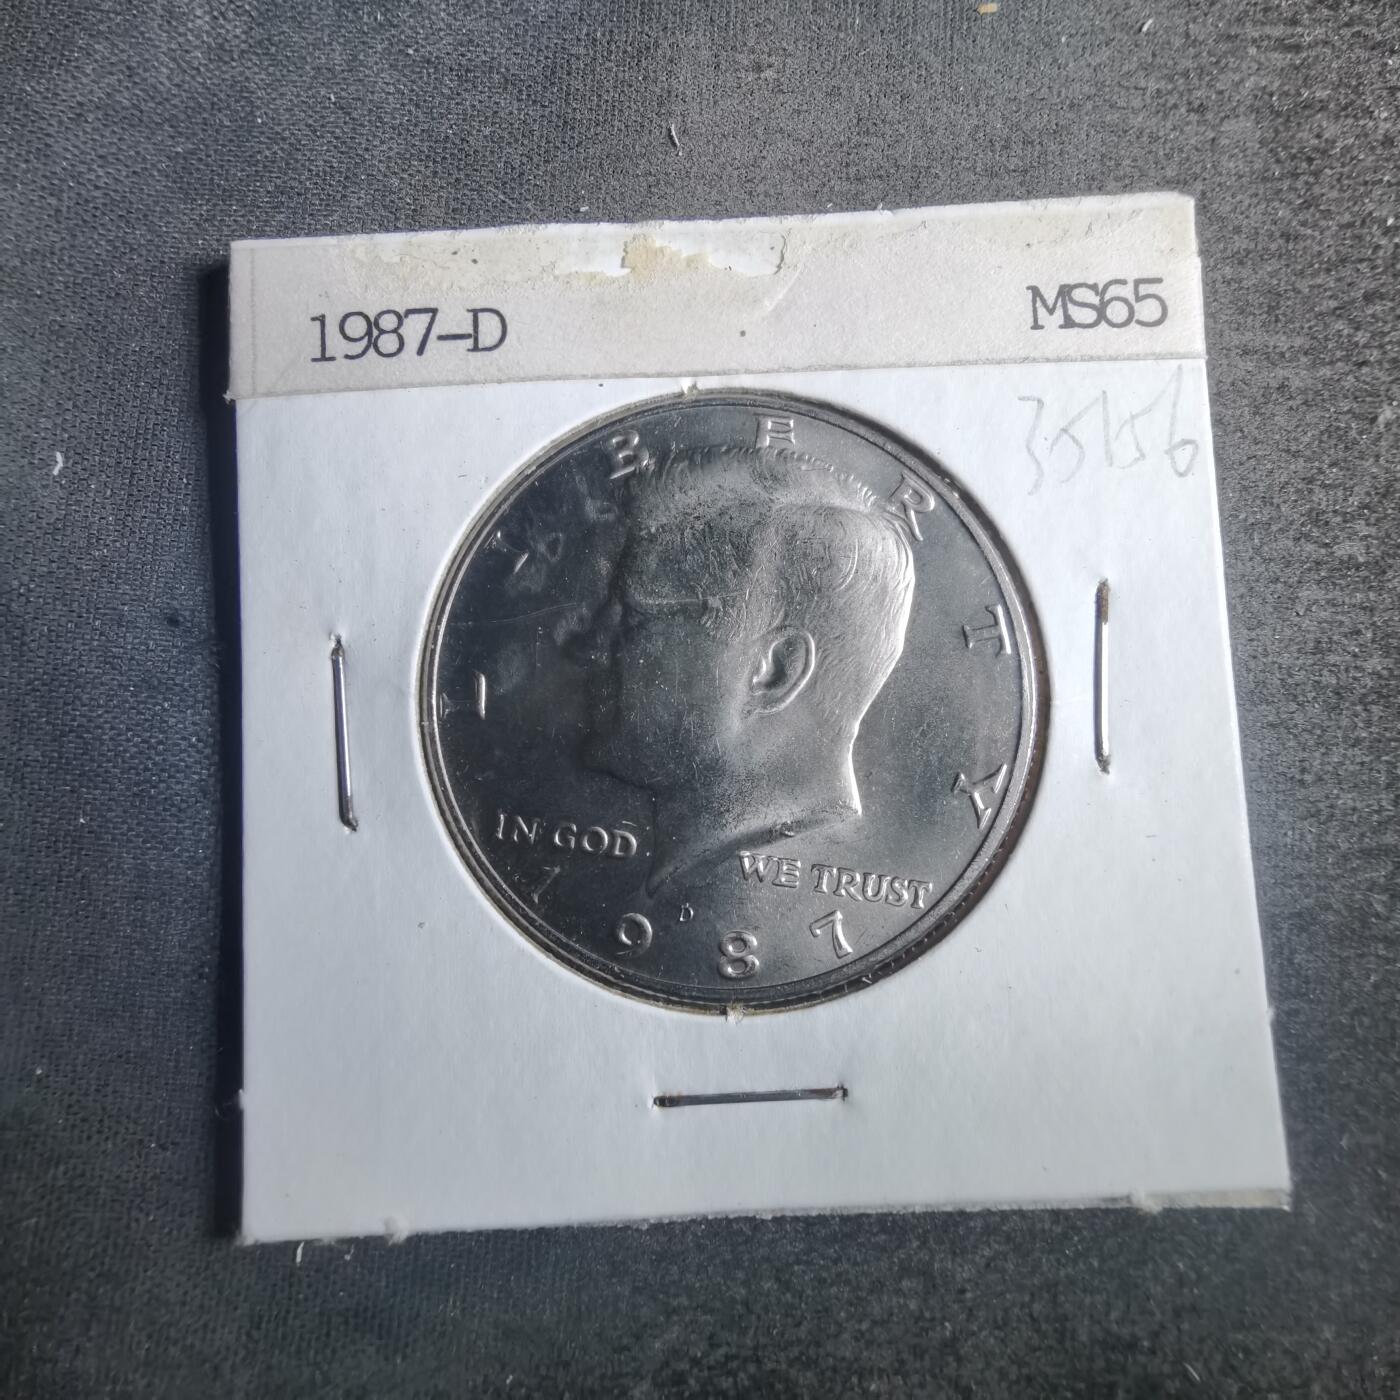 1987-D
MS65
35156
LIBERTY
IN GOD WE TRUST
D
1987